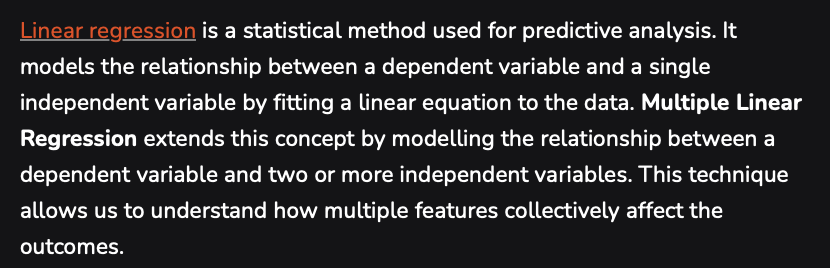 Linear regression is a statistical method used for predictive analysis. It
models the relationship between a dependent variable and a single
independent variable by fitting a linear equation to the data. Multiple Linear
Regression extends this concept by modelling the relationship between a
dependent variable and two or more independent variables. This technique
allows us to understand how multiple features collectively affect the
outcomes.